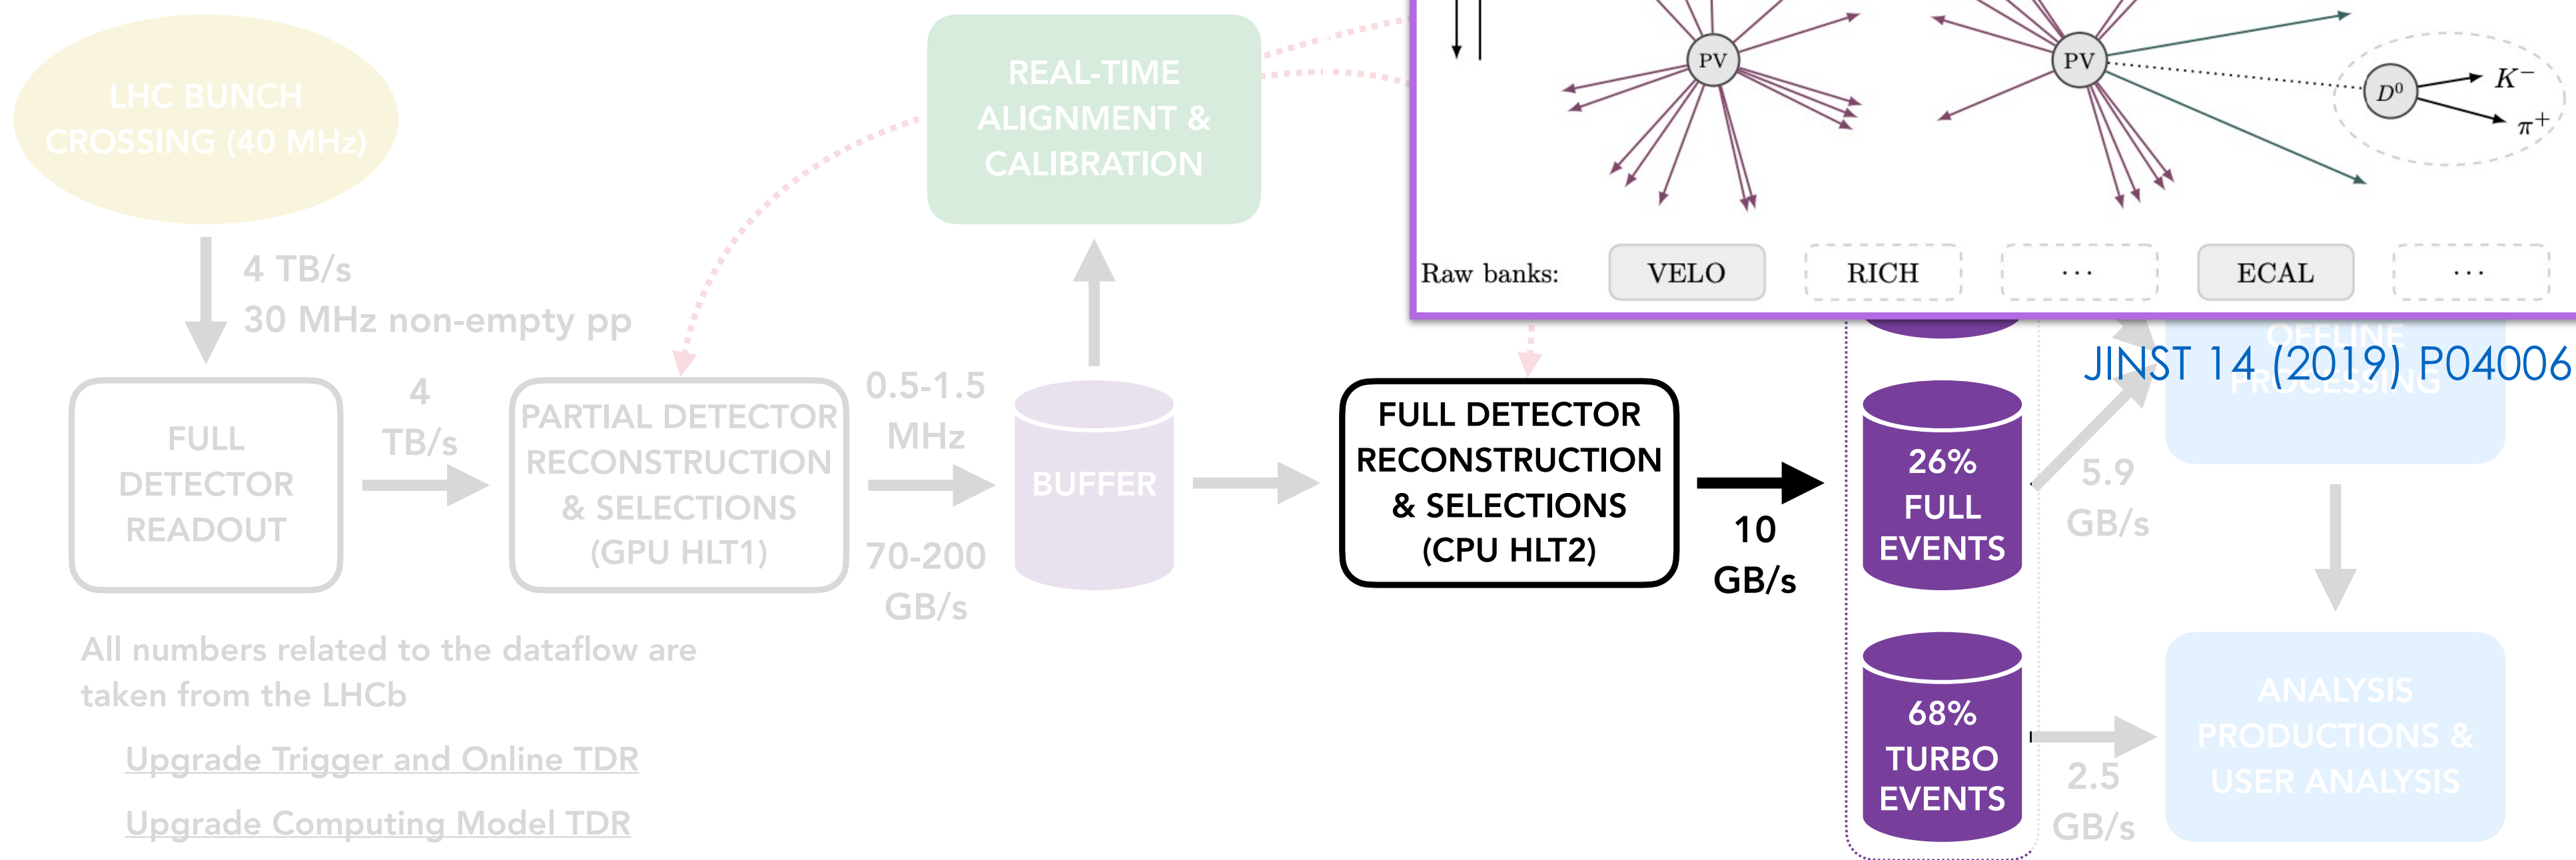 LHC BUNCH
CROSSING (40 MHz)
4 TB/s
30 MHz non-empty pp
FULL
DETECTOR
READOUT
4
TB/s
PARTIAL DETECTOR
RECONSTRUCTION
& SELECTIONS
(GPU HLT1)
0.5-1.5
MHz
70-200
GB/s
REAL-TIME
ALIGNMENT &
CALIBRATION
BUFFER
FULL DETECTOR
RECONSTRUCTION
& SELECTIONS
(CPU HLT2)
10
GB/s
PV
PV
D⁰
K⁻
π⁺
Raw banks:
VELO
RICH
...
ECAL
...
JINST 14 (2019) P04006
OFFLINE
PROCESSING
26%
FULL
EVENTS
5.9
GB/s
68%
TURBO
EVENTS
2.5
GB/s
ANALYSIS
PRODUCTIONS &
USER ANALYSIS
All numbers related to the dataflow are
taken from the LHCb
Upgrade Trigger and Online TDR
Upgrade Computing Model TDR